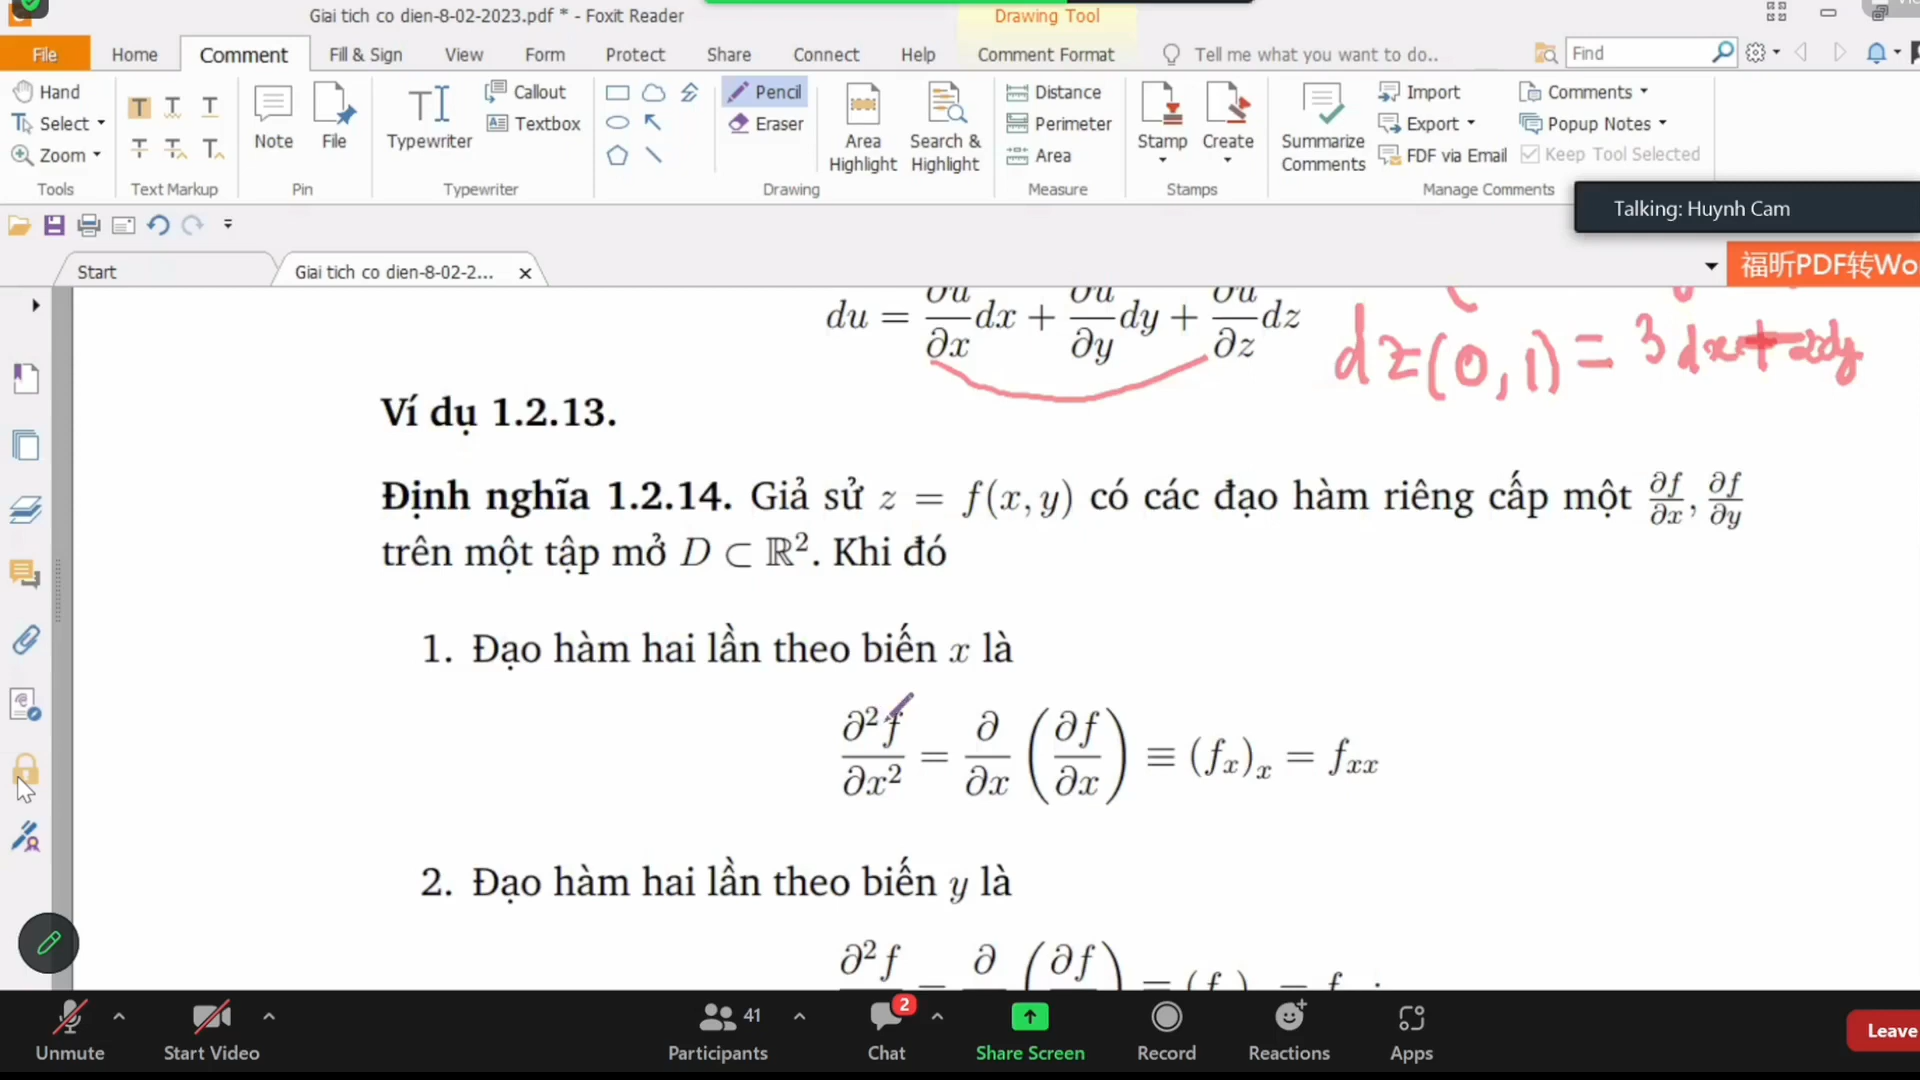 Giai tich co dien-8-02-2023.pdf * - Foxit Reader
Drawing Tool
File Home Comment Fill & Sign View Form Protect Share Connect Help Comment Format Tell me what you want to do.. Find
Hand
Select
Zoom
Tools
Text Markup
Note
File
Pin
Typewriter
Callout
Textbox
Typewriter
Pencil
Eraser
Area Highlight
Search & Highlight
Drawing
Distance
Perimeter
Area
Measure
Stamp
Create
Stamps
Summarize Comments
Import
Export
FDF via Email
Comments
Popup Notes
Keep Tool Selected
Manage Comments
Talking: Huynh Cam
Start
Giai tich co dien-8-02-2...
福昕PDF转Wo
du = ∂u/∂x dx + ∂u/∂y dy + ∂u/∂z dz
dz(0,1) = 3dx + 2dy
Ví dụ 1.2.13.
Định nghĩa 1.2.14. Giả sử z = f(x, y) có các đạo hàm riêng cấp một ∂f/∂x, ∂f/∂y
trên một tập mở D ⊂ ℝ². Khi đó
1. Đạo hàm hai lần theo biến x là
∂²f/∂x² = ∂/∂x (∂f/∂x) ≡ (fₓ)ₓ = fₓₓ
2. Đạo hàm hai lần theo biến y là
∂²f = ∂ (∂f
Unmute
Start Video
41
Participants
2
Chat
Share Screen
Record
Reactions
Apps
Leave